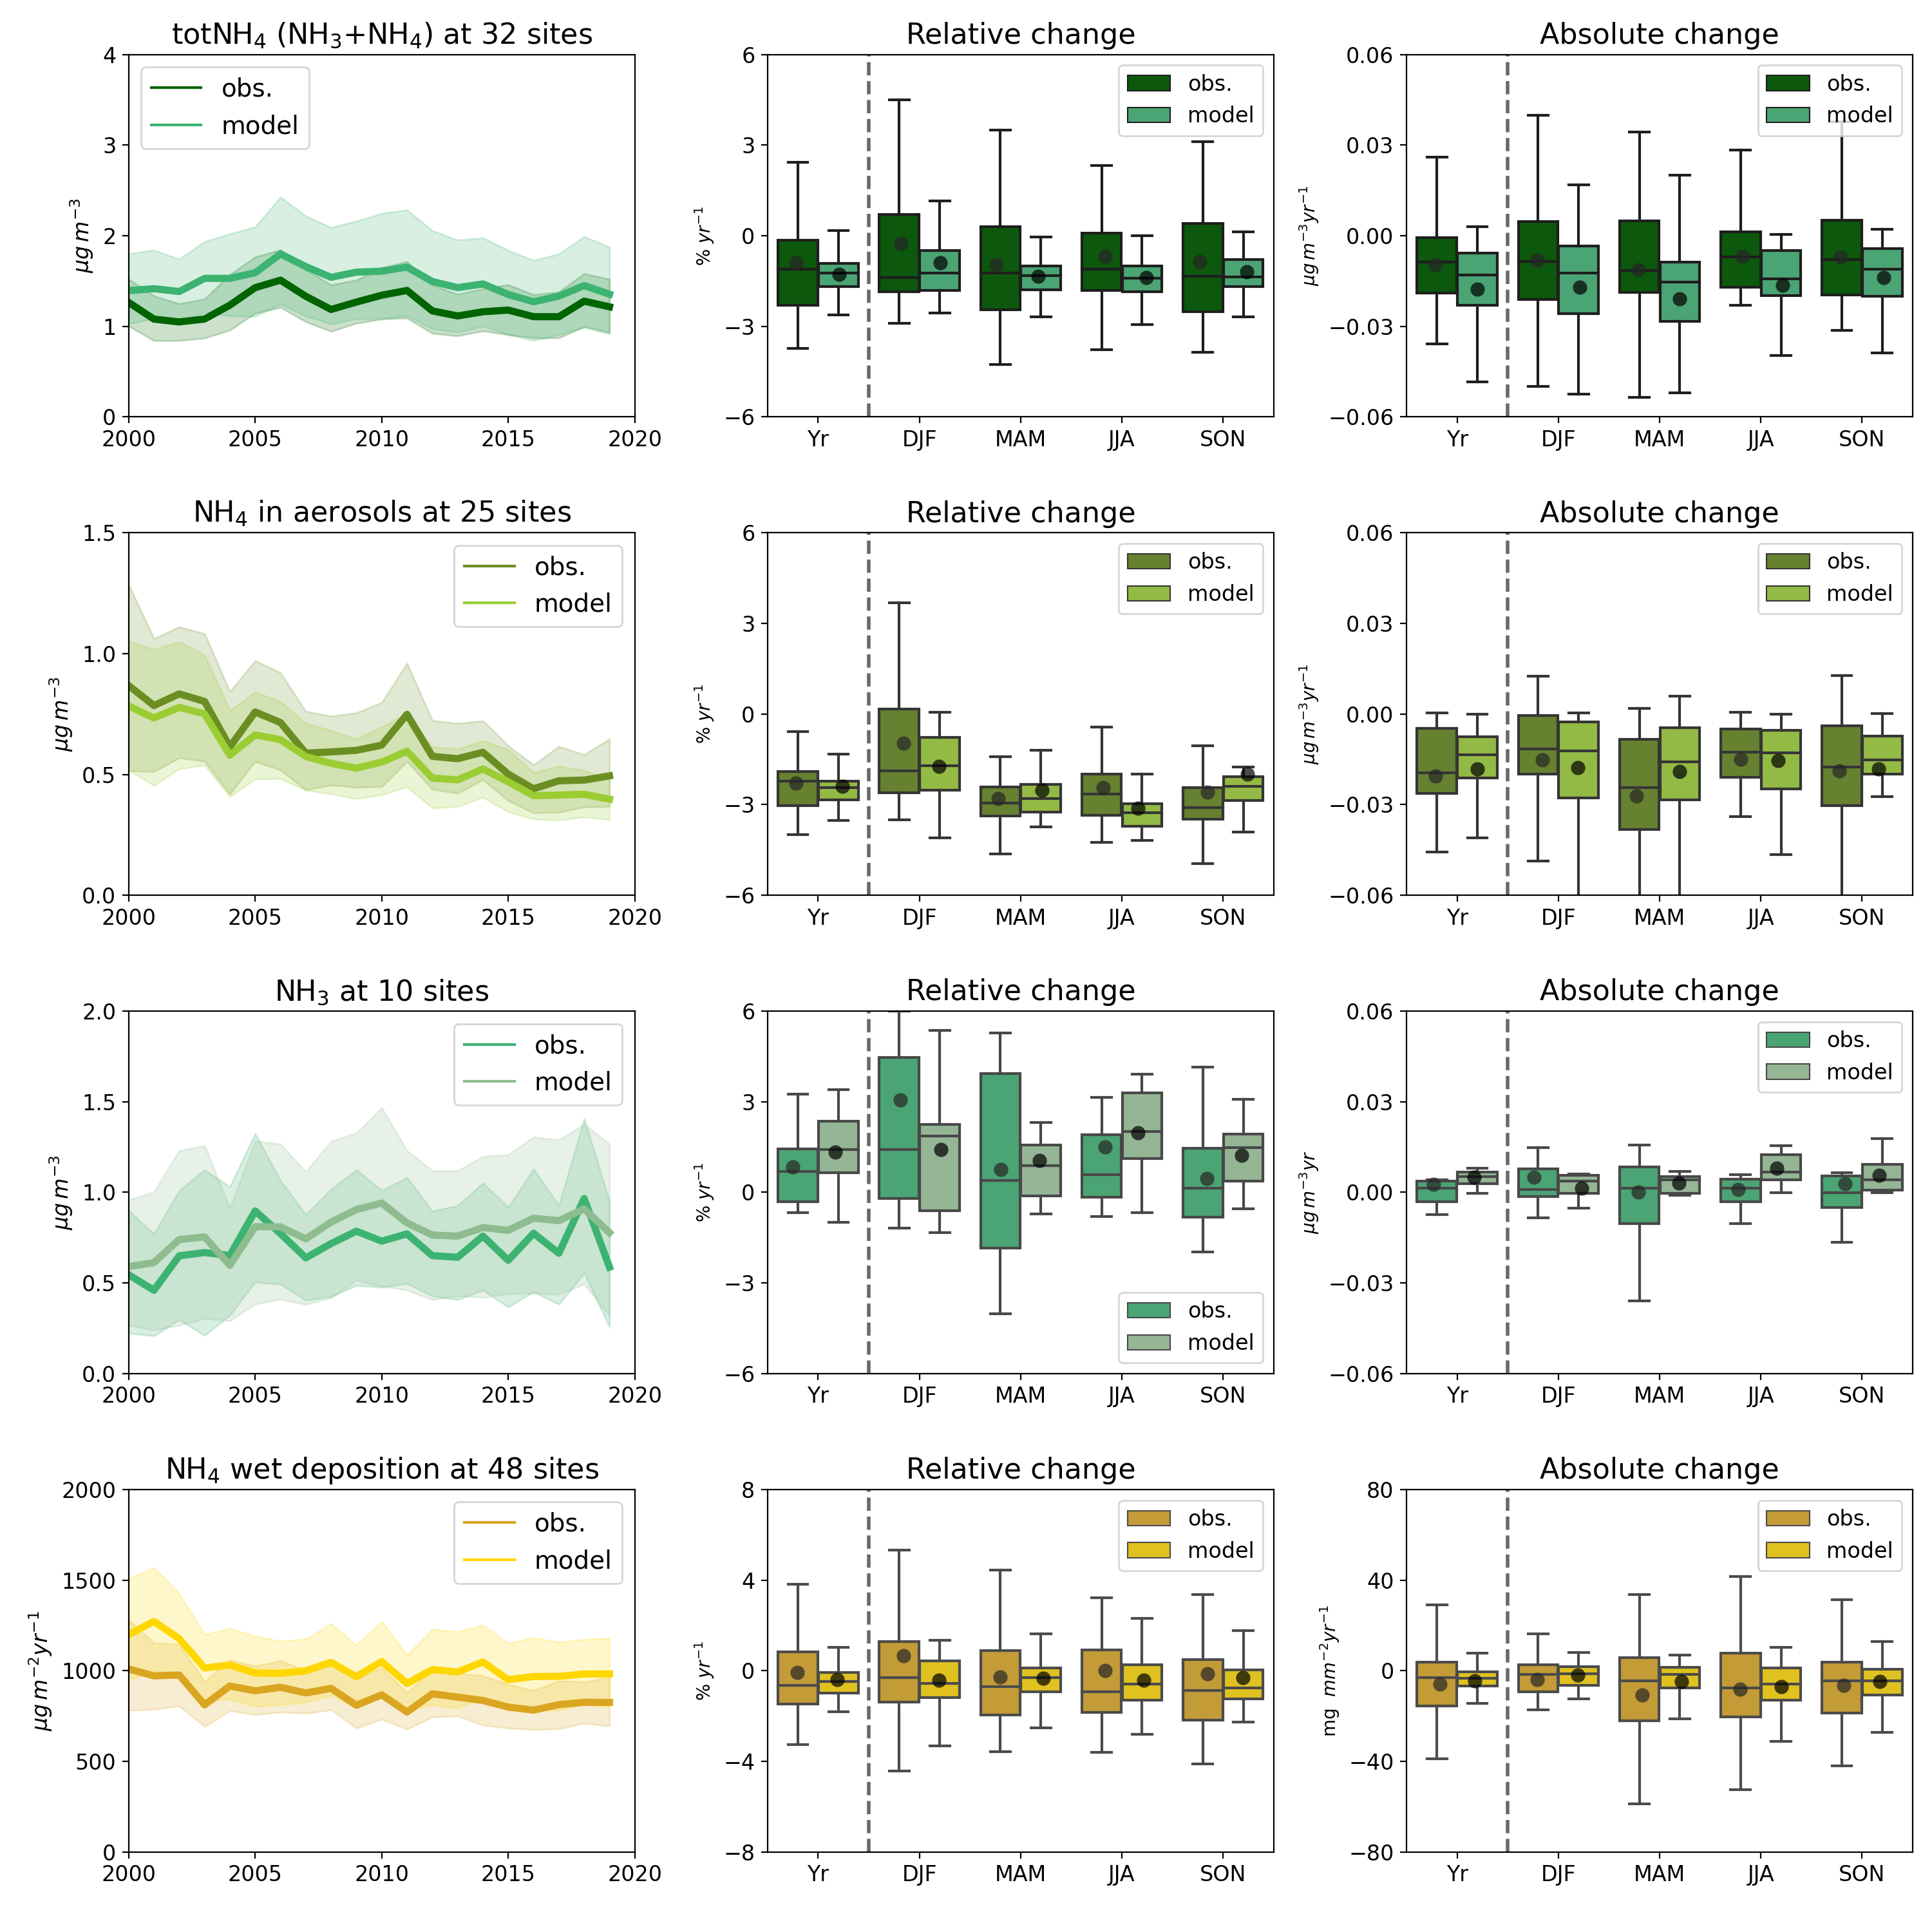 totNH₄ (NH₃+NH₄) at 32 sites
4
3
2
1
0
μg m⁻³
obs.
model
2000 2005 2010 2015 2020
Relative change
6
3
0
−3
−6
% yr⁻¹
obs.
model
Yr DJF MAM JJA SON
Absolute change
0.06
0.03
0.00
−0.03
−0.06
μg m⁻³yr⁻¹
obs.
model
Yr DJF MAM JJA SON
NH₄ in aerosols at 25 sites
1.5
1.0
0.5
0.0
μg m⁻³
obs.
model
2000 2005 2010 2015 2020
Relative change
6
3
0
−3
−6
% yr⁻¹
obs.
model
Yr DJF MAM JJA SON
Absolute change
0.06
0.03
0.00
−0.03
−0.06
μg m⁻³yr⁻¹
obs.
model
Yr DJF MAM JJA SON
NH₃ at 10 sites
2.0
1.5
1.0
0.5
0.0
μg m⁻³
obs.
model
2000 2005 2010 2015 2020
Relative change
6
3
0
−3
−6
% yr⁻¹
obs.
model
Yr DJF MAM JJA SON
Absolute change
0.06
0.03
0.00
−0.03
−0.06
μg m⁻³yr
obs.
model
Yr DJF MAM JJA SON
NH₄ wet deposition at 48 sites
2000
1500
1000
500
0
μg m⁻²yr⁻¹
obs.
model
2000 2005 2010 2015 2020
Relative change
8
4
0
−4
−8
% yr⁻¹
obs.
model
Yr DJF MAM JJA SON
Absolute change
80
40
0
−40
−80
mg mm⁻²yr⁻¹
obs.
model
Yr DJF MAM JJA SON